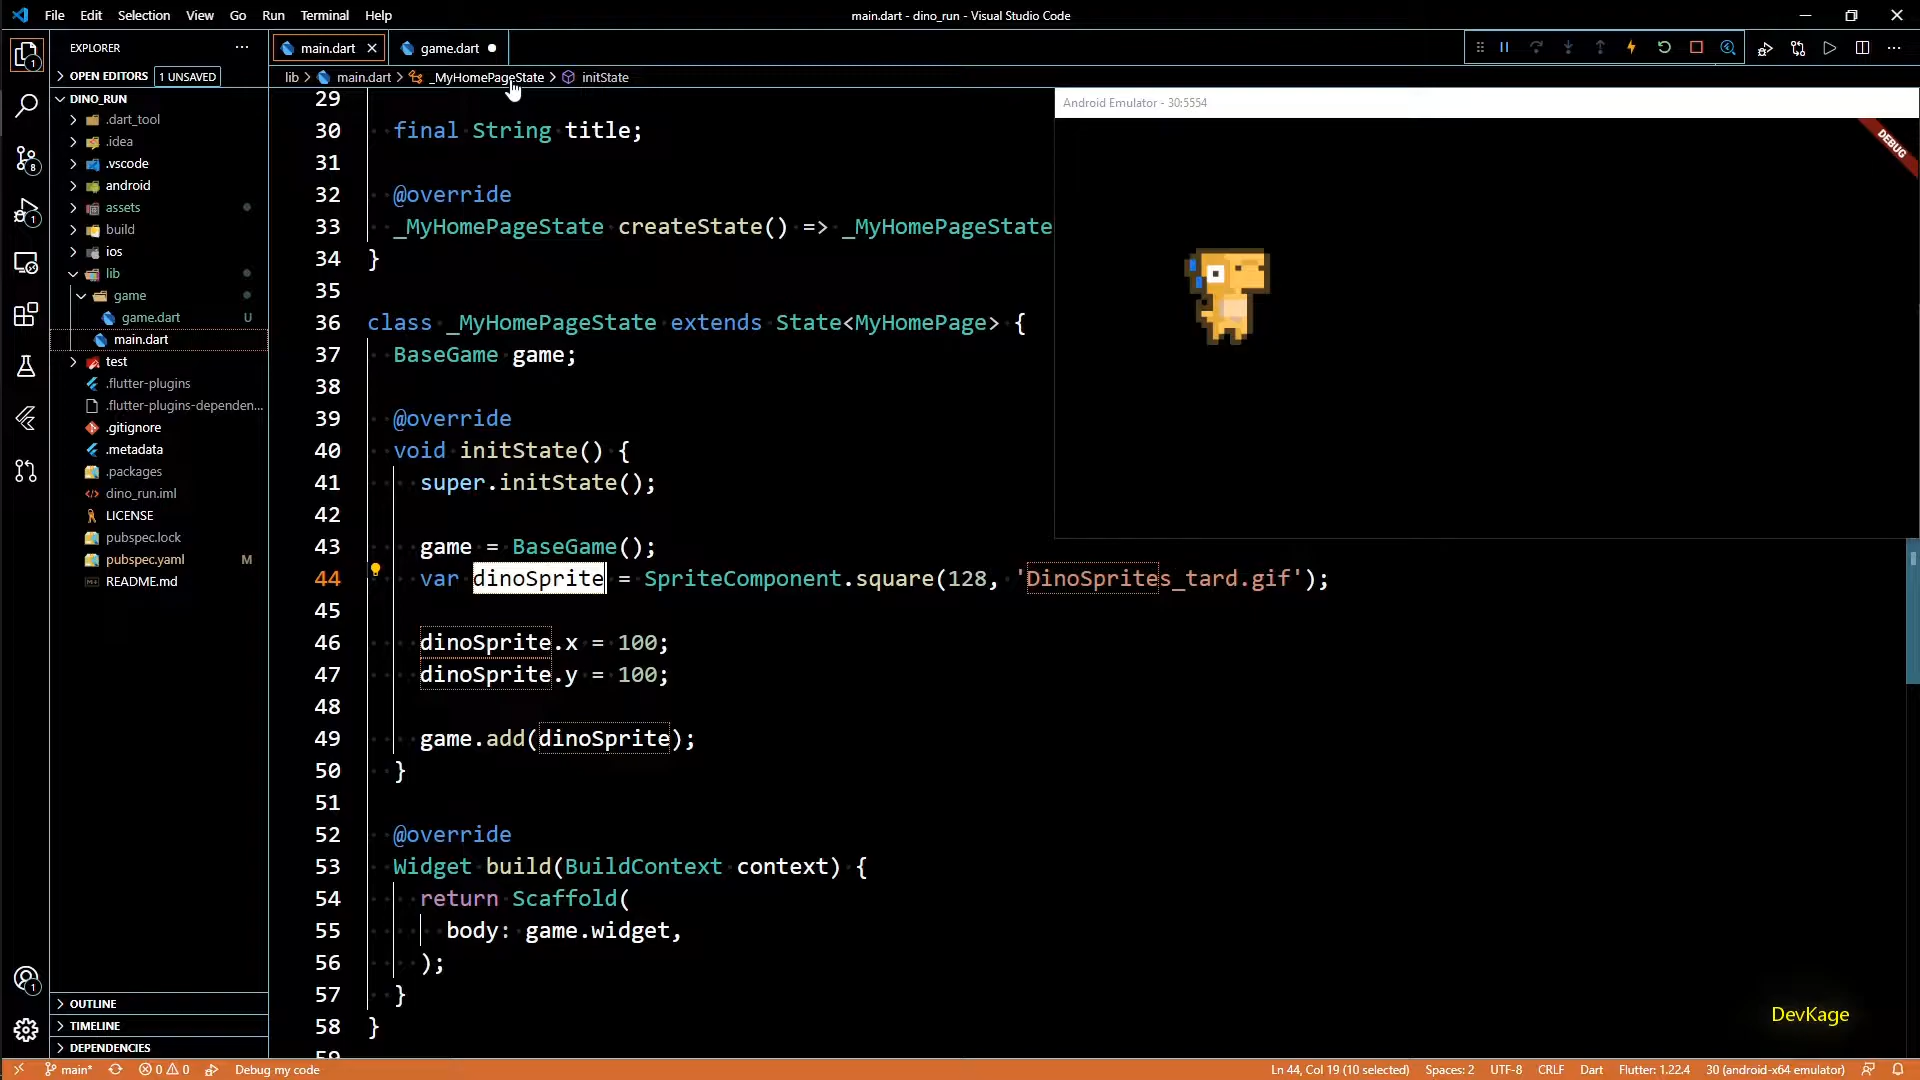 File Edit Selection View Go Run Terminal Help
main.dart - dino_run - Visual Studio Code
EXPLORER
main.dart
game.dart
OPEN EDITORS 1 UNSAVED
lib > main.dart > _MyHomePageState > initState
DINO_RUN
.dart_tool
.idea
.vscode
android
assets
build
ios
lib
game
game.dart U
main.dart
test
.flutter-plugins
.flutter-plugins-dependen...
.gitignore
.metadata
.packages
dino_run.iml
LICENSE
pubspec.lock
pubspec.yaml M
README.md
OUTLINE
TIMELINE
DEPENDENCIES
1
8
1
1
29
30 final String title;
31
32 @override
33 _MyHomePageState createState() => _MyHomePageState
34 }
35
36 class _MyHomePageState extends State<MyHomePage> {
37 BaseGame game;
38
39 @override
40 void initState() {
41 super.initState();
42
43 game = BaseGame();
44 var dinoSprite = SpriteComponent.square(128, 'DinoSprites_tard.gif');
45
46 dinoSprite.x = 100;
47 dinoSprite.y = 100;
48
49 game.add(dinoSprite);
50 }
51
52 @override
53 Widget build(BuildContext context) {
54 return Scaffold(
55 body: game.widget,
56 );
57 }
58 }
59
Android Emulator - 30:5554
DEBUG
DevKage
main* 0 0 Debug my code
Ln 44, Col 19 (10 selected) Spaces: 2 UTF-8 CRLF Dart Flutter: 1.22.4 30 (android-x64 emulator)